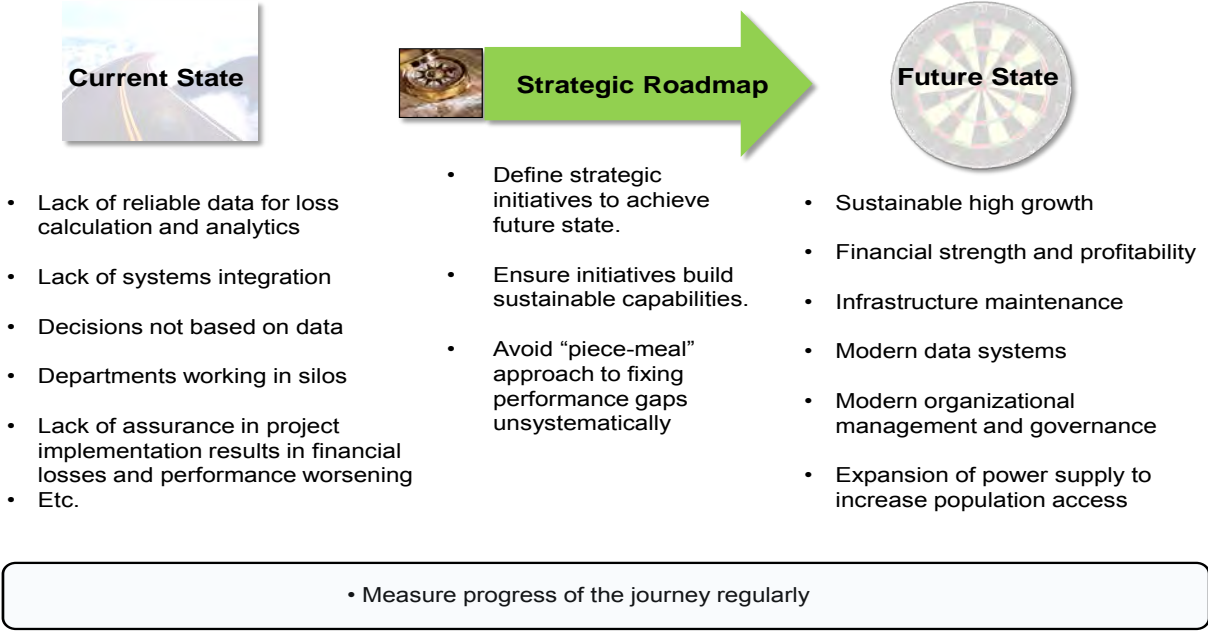 Current State
Strategic Roadmap
Future State
• Lack of reliable data for loss
calculation and analytics
• Lack of systems integration
• Decisions not based on data
• Departments working in silos
• Lack of assurance in project
implementation results in financial
losses and performance worsening
• Etc.
• Define strategic
initiatives to achieve
future state.
• Ensure initiatives build
sustainable capabilities.
• Avoid “piece-meal”
approach to fixing
performance gaps
unsystematically
• Sustainable high growth
• Financial strength and profitability
• Infrastructure maintenance
• Modern data systems
• Modern organizational
management and governance
• Expansion of power supply to
increase population access
• Measure progress of the journey regularly